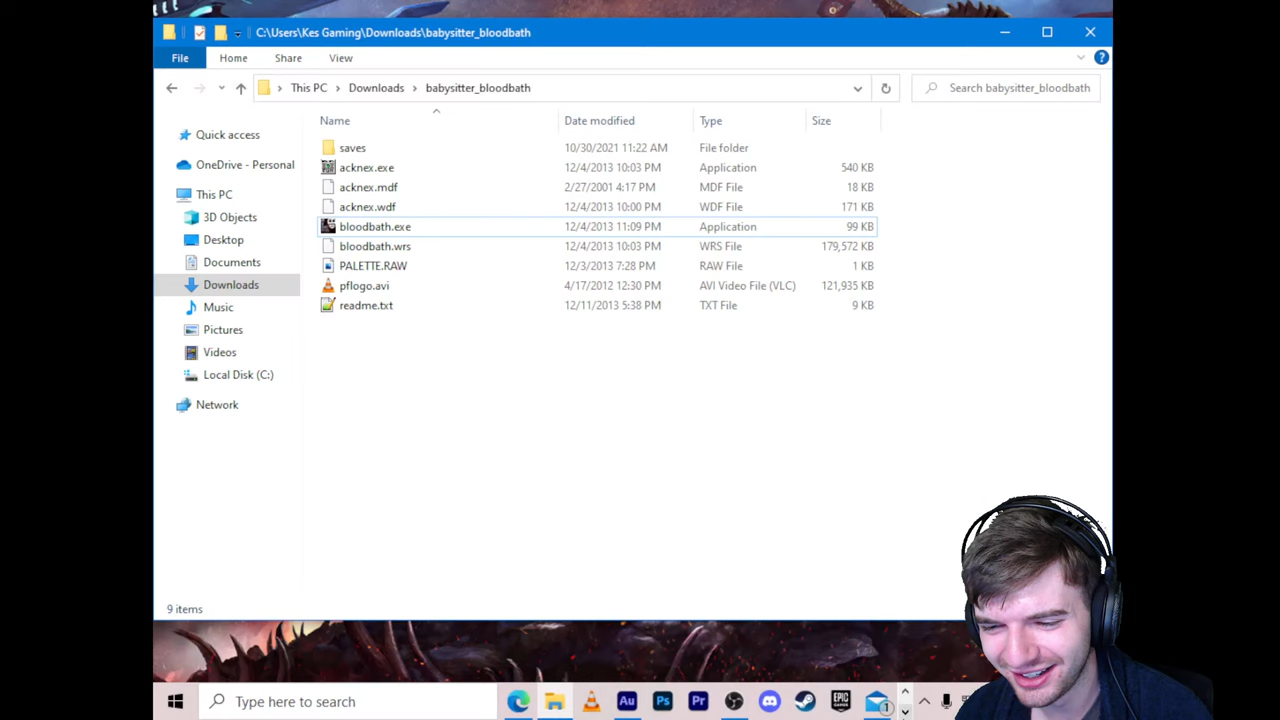 C:\Users\Kes Gaming\Downloads\babysitter_bloodbath
File Home Share View
This PC Downloads babysitter_bloodbath Search babysitter_bloodbath
Name Date modified Type Size
Quick access
OneDrive - Personal
This PC
3D Objects
Desktop
Documents
Downloads
Music
Pictures
Videos
Local Disk (C:)
Network
saves 10/30/2021 11:22 AM File folder
acknex.exe 12/4/2013 10:03 PM Application 540 KB
acknex.mdf 2/27/2001 4:17 PM MDF File 18 KB
acknex.wdf 12/4/2013 10:00 PM WDF File 171 KB
bloodbath.exe 12/4/2013 11:09 PM Application 99 KB
bloodbath.wrs 12/4/2013 10:03 PM WRS File 179,572 KB
PALETTE.RAW 12/3/2013 7:28 PM RAW File 1 KB
pflogo.avi 4/17/2012 12:30 PM AVI Video File (VLC) 121,935 KB
readme.txt 12/11/2013 5:38 PM TXT File 9 KB
9 items
Type here to search
Au Ps Pr EPIC GAMES 1